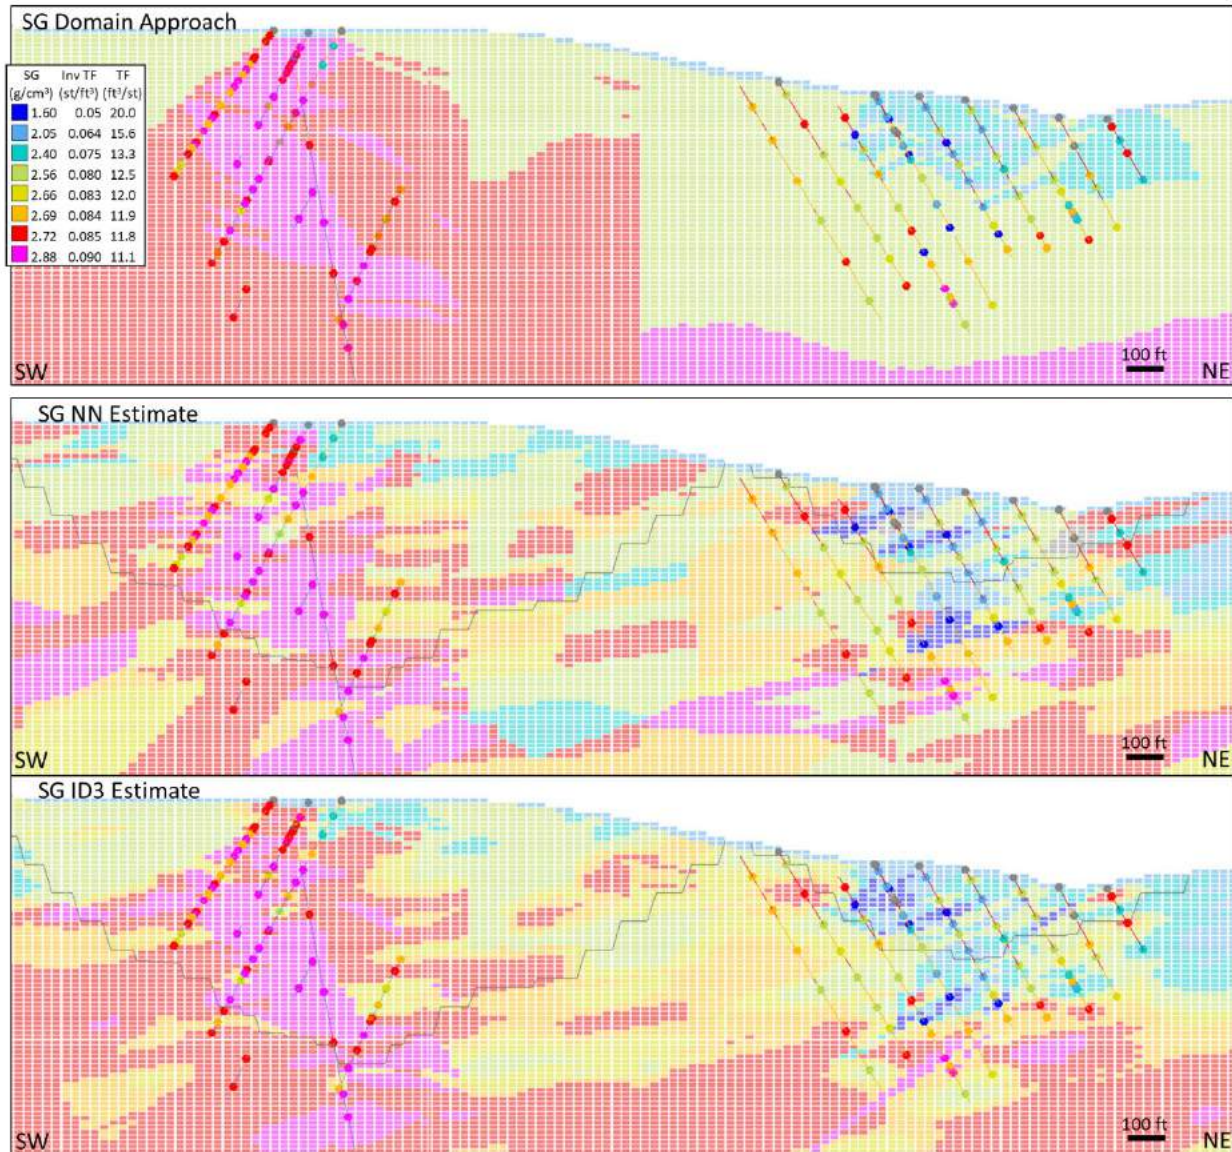 SG Domain Approach
SG Inv TF TF
(g/cm³) (st/ft³) (ft³/st)
1.60 0.05 20.0
2.05 0.064 15.6
2.40 0.075 13.3
2.56 0.080 12.5
2.66 0.083 12.0
2.69 0.084 11.9
2.72 0.085 11.8
2.88 0.090 11.1
100 ft
SW NE
SG NN Estimate
100 ft
SW NE
SG ID3 Estimate
100 ft
SW NE